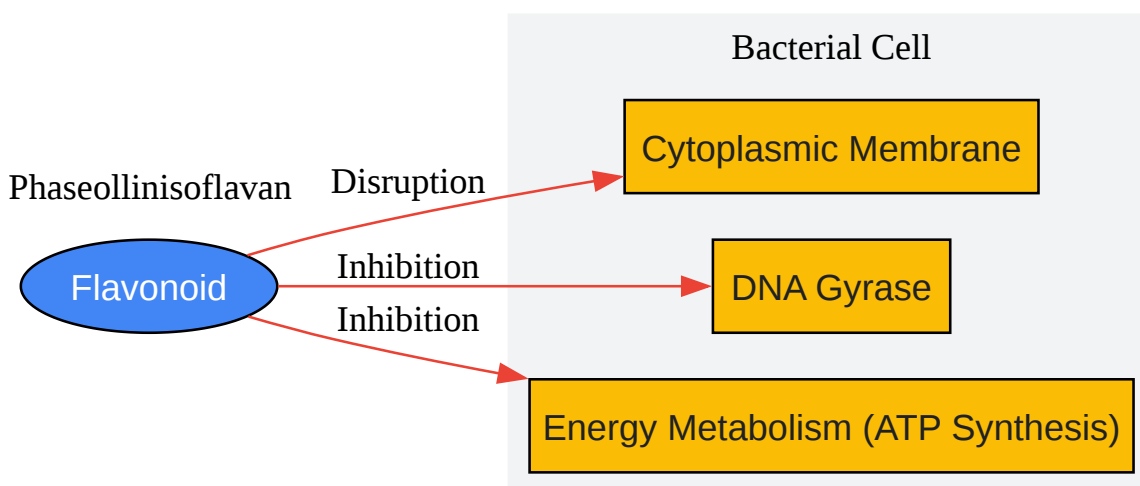 Bacterial Cell
Cytoplasmic Membrane
Phaseollinisoflavan
Disruption
Flavonoid
Inhibition
DNA Gyrase
Inhibition
Energy Metabolism (ATP Synthesis)